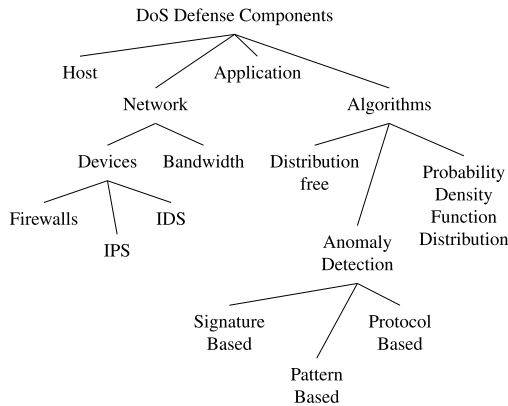 DoS Defense Components
Host
Application
Network
Algorithms
Devices
Bandwidth
Distribution
free
Probability
Density
Function
Distribution
Firewalls
IPS
IDS
Anomaly
Detection
Signature
Based
Pattern
Based
Protocol
Based